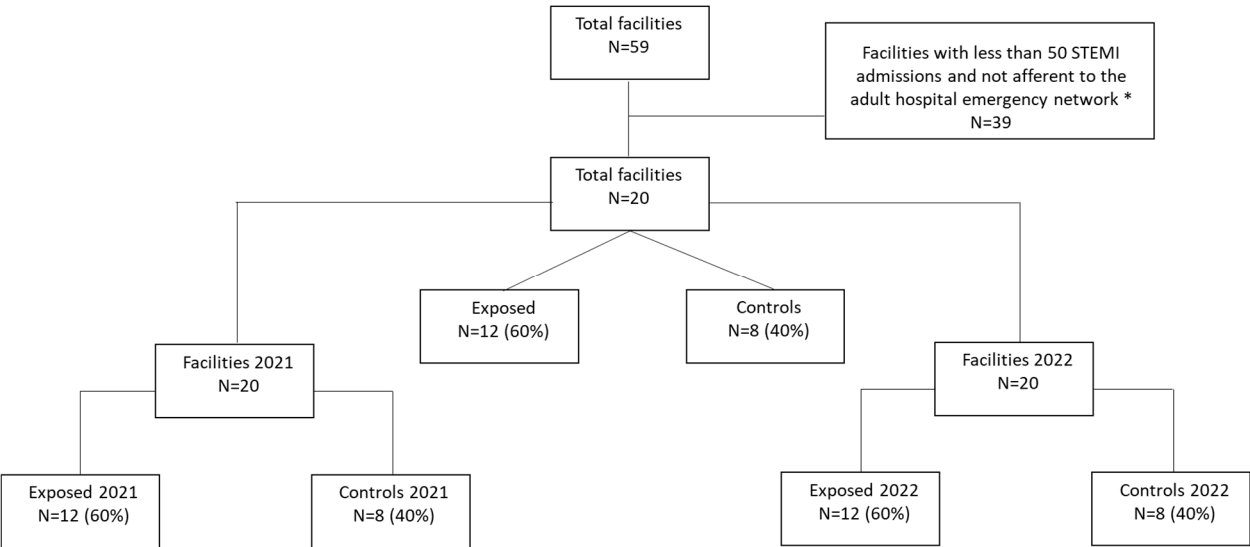 Total facilities
N=59
Facilities with less than 50 STEMI
admissions and not afferent to the
adult hospital emergency network *
N=39
Total facilities
N=20
Exposed
N=12 (60%)
Controls
N=8 (40%)
Facilities 2021
N=20
Facilities 2022
N=20
Exposed 2021
N=12 (60%)
Controls 2021
N=8 (40%)
Exposed 2022
N=12 (60%)
Controls 2022
N=8 (40%)